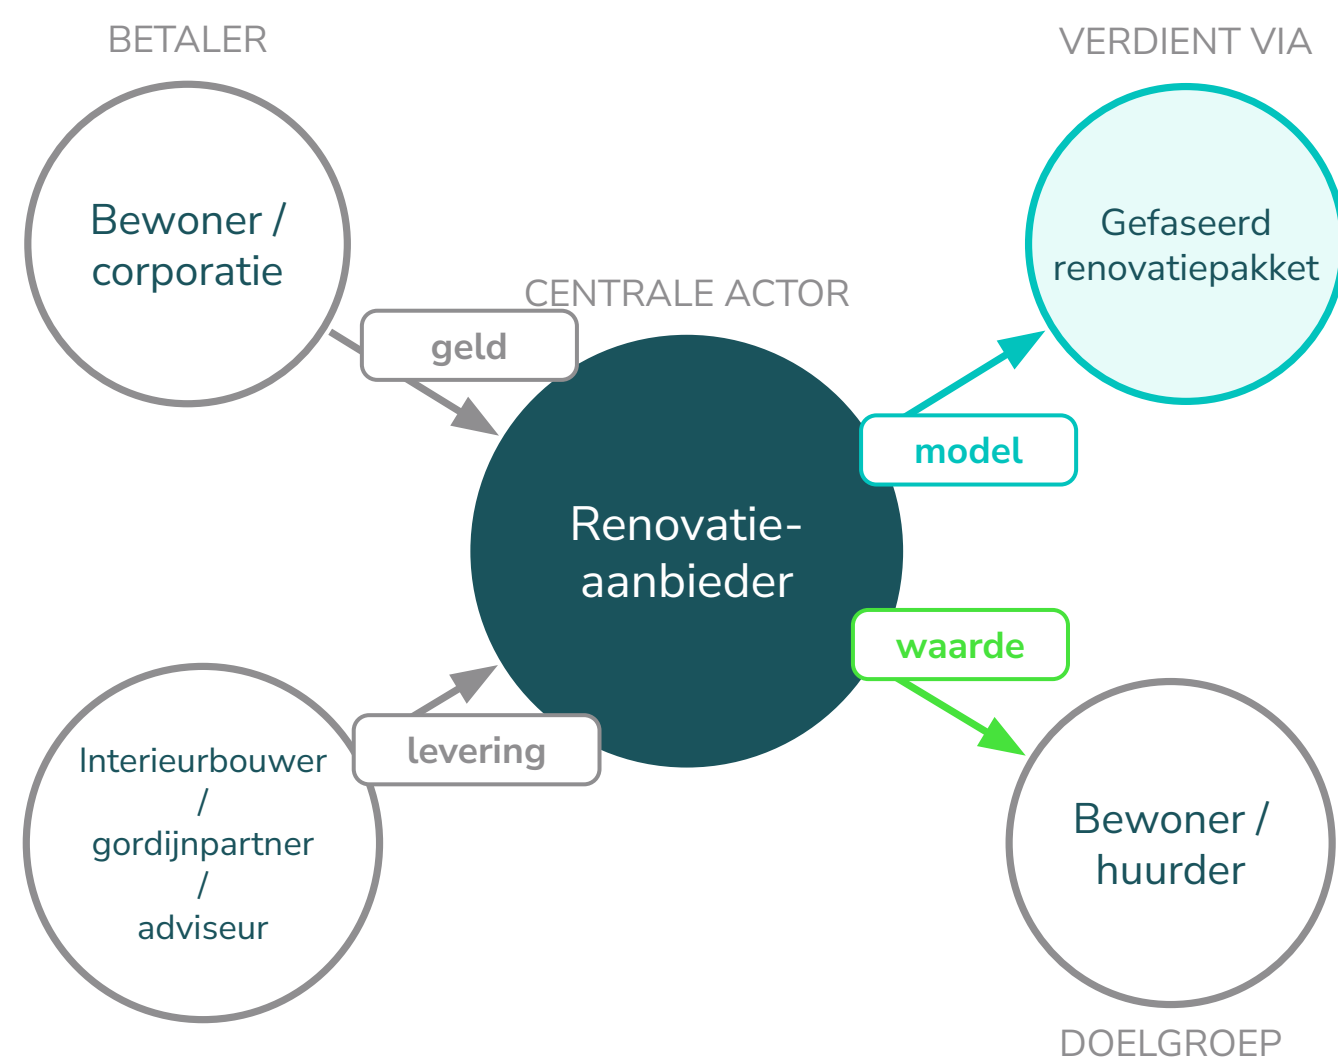 BETALER
VERDIENT VIA
Bewoner /
corporatie
Gefaseerd
renovatiepakket
CENTRALE ACTOR
geld
model
Renovatie-
aanbieder
waarde
levering
Interieurbouwer
/
gordijnpartner
/
adviseur
Bewoner /
huurder
DOELGROEP